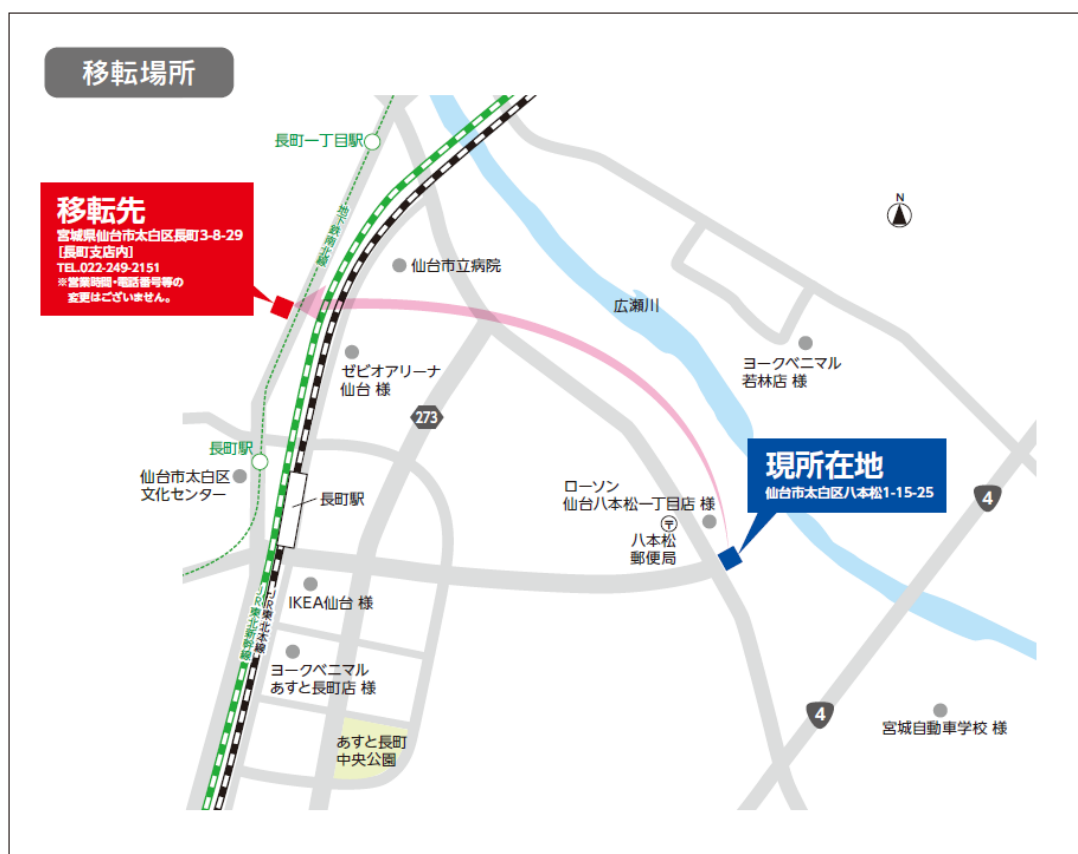 移転場所
長町一丁目駅
移転先
宮城県仙台市太白区長町3-8-29
［長町支店内］
TEL.022-249-2151
※営業時間・電話番号等の
変更はございません。
地下鉄南北線
仙台市立病院
N
広瀬川
ヨークベニマル
若林店 様
ゼビオアリーナ
仙台 様
273
長町駅
仙台市太白区
文化センター
長町駅
現所在地
仙台市太白区八本松1-15-25
ローソン
仙台八本松一丁目店 様
〒
八本松
郵便局
4
IKEA仙台 様
JR東北新幹線
JR東北本線
ヨークベニマル
あすと長町店 様
あすと長町
中央公園
4
宮城自動車学校 様